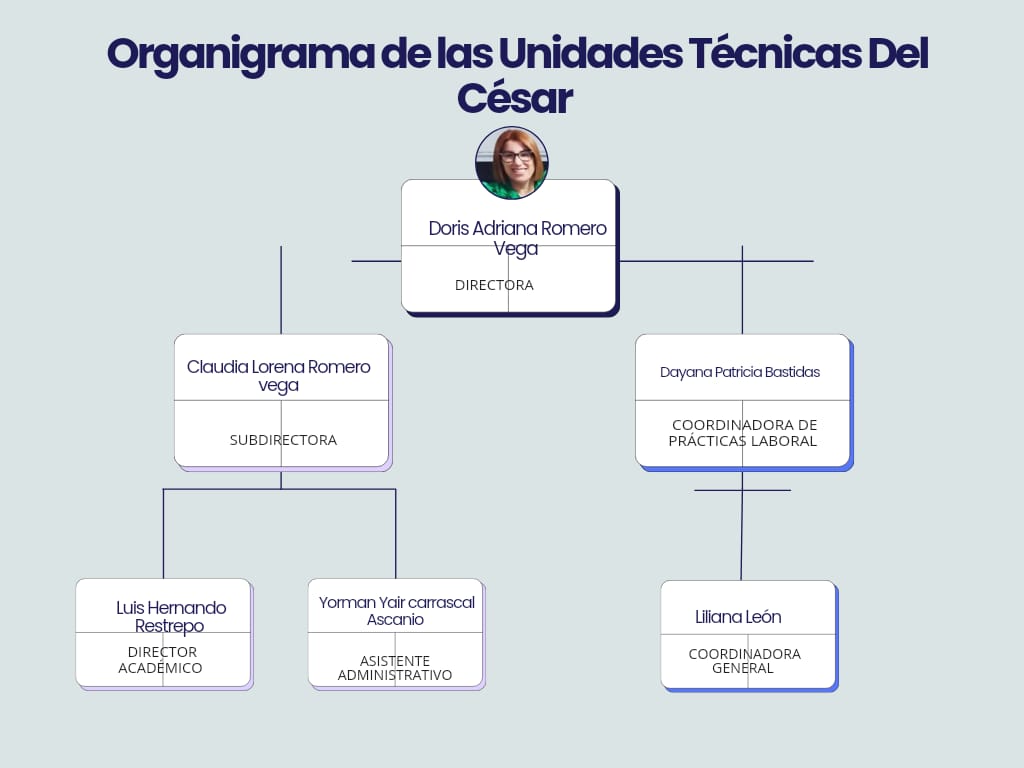 Organigrama de las Unidades Técnicas Del
César
Doris Adriana Romero
Vega
DIRECTORA
Claudia Lorena Romero
vega
SUBDIRECTORA
Dayana Patricia Bastidas
COORDINADORA DE
PRÁCTICAS LABORAL
Luis Hernando
Restrepo
DIRECTOR
ACADÉMICO
Yorman Yair carrascal
Ascanio
ASISTENTE
ADMINISTRATIVO
Liliana León
COORDINADORA
GENERAL